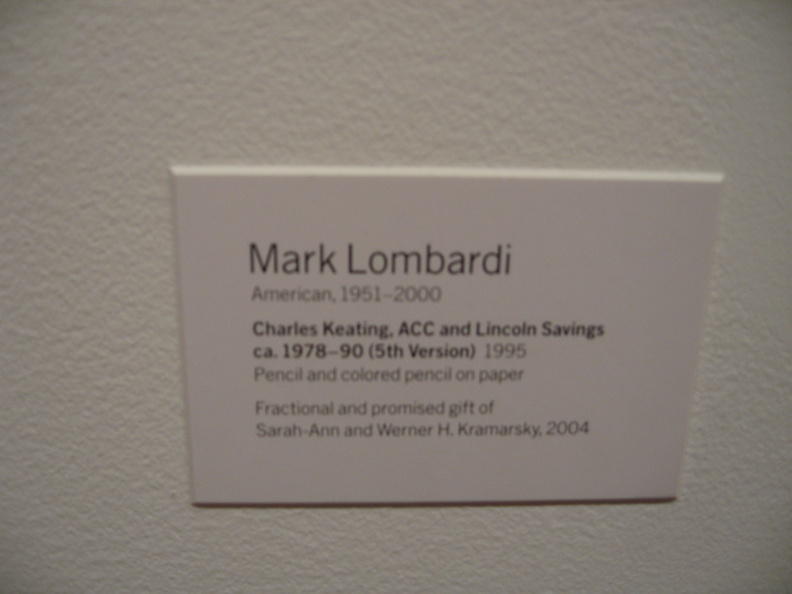 Mark Lombardi
American, 1951–2000
Charles Keating, ACC and Lincoln Savings
ca. 1978–90 (5th Version) 1995
Pencil and colored pencil on paper
Fractional and promised gift of
Sarah-Ann and Werner H. Kramarsky, 2004